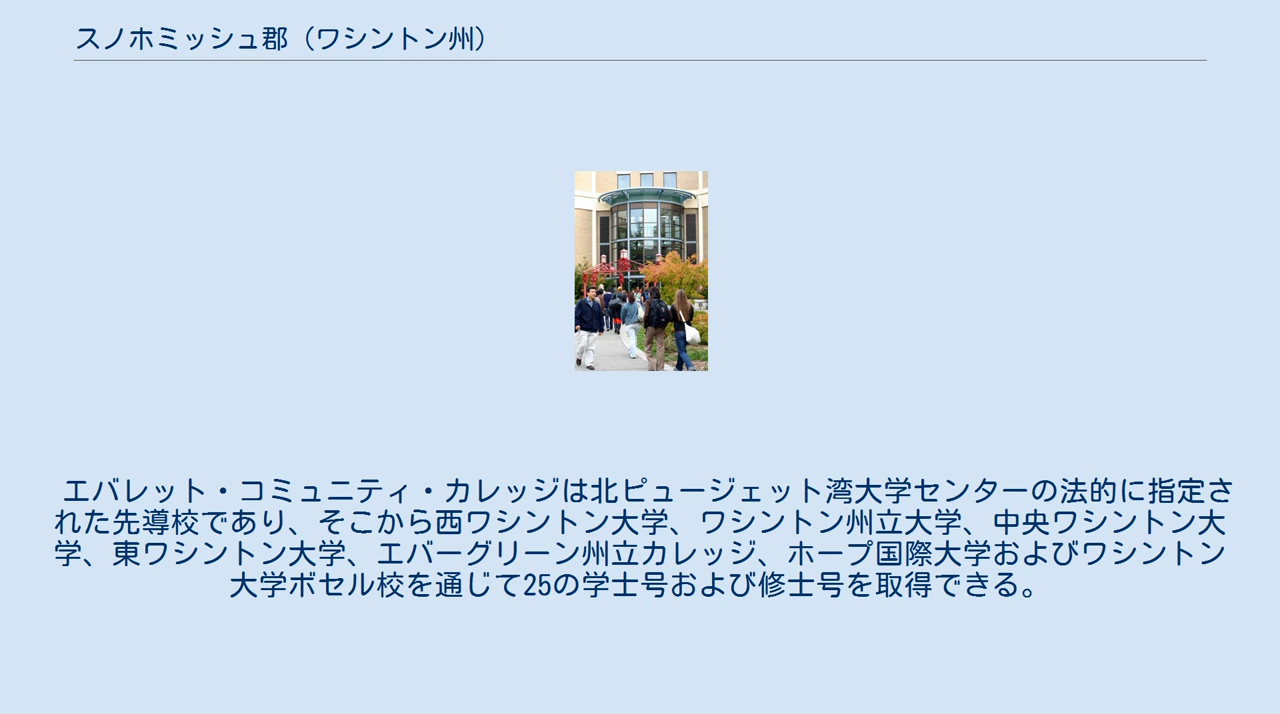 スノホミッシュ郡（ワシントン州）
エバレット・コミュニティ・カレッジは北ピュージェット湾大学センターの法的に指定さ
れた先導校であり、そこから西ワシントン大学、ワシントン州立大学、中央ワシントン大
学、東ワシントン大学、エバーグリーン州立カレッジ、ホープ国際大学およびワシントン
大学ボセル校を通じて25の学士号および修士号を取得できる。